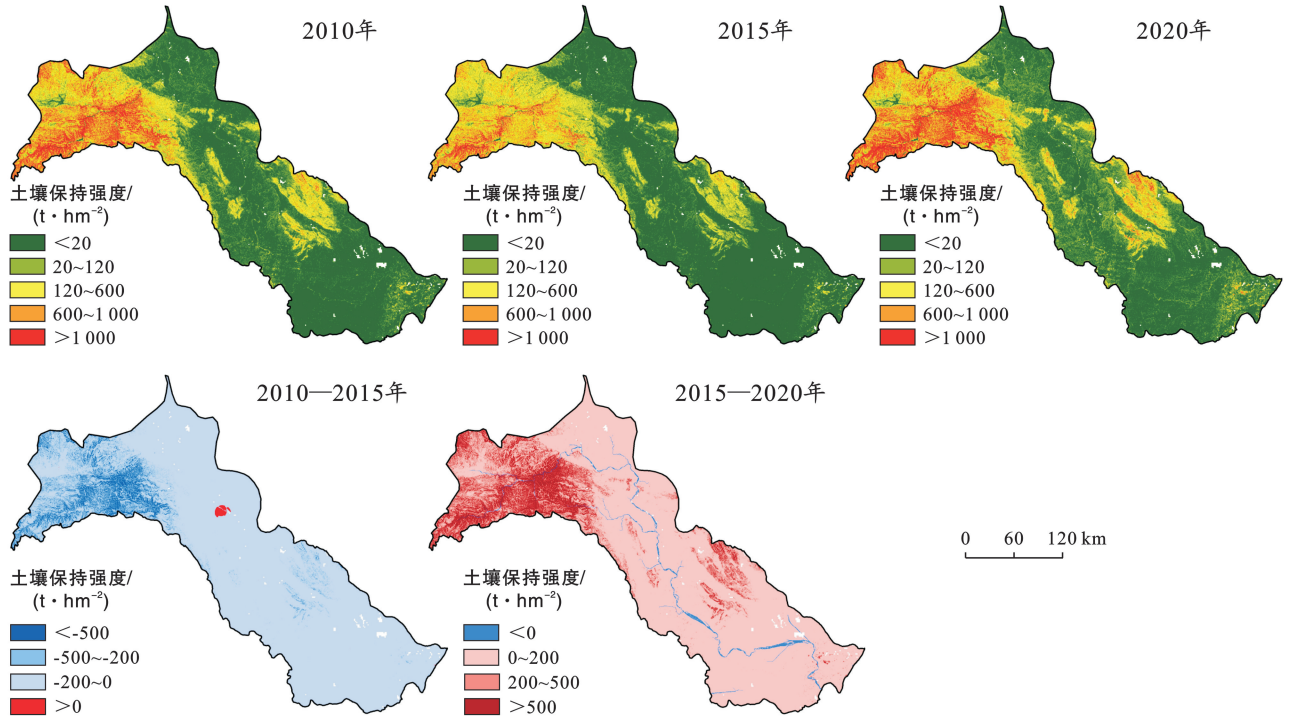 2010年
土壤保持强度/
(t·hm⁻²)
<20
20~120
120~600
600~1 000
>1 000
2015年
土壤保持强度/
(t·hm⁻²)
<20
20~120
120~600
600~1 000
>1 000
2020年
土壤保持强度/
(t·hm⁻²)
<20
20~120
120~600
600~1 000
>1 000
2010—2015年
土壤保持强度/
(t·hm⁻²)
<-500
-500~-200
-200~0
>0
2015—2020年
土壤保持强度/
(t·hm⁻²)
<0
0~200
200~500
>500
0 60 120 km